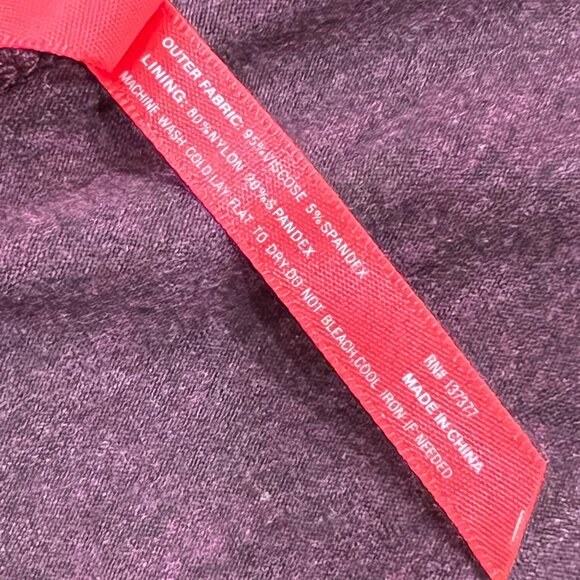 OUTER FABRIC: 95%VISCOSE 5%SPANDEX
LINING: 80%NYLON 20%SPANDEX
MACHINE WASH COLD.LAY FLAT TO DRY.DO NOT BLEACH.COOL IRON IF NEEDED
RN# 137377
MADE IN CHINA